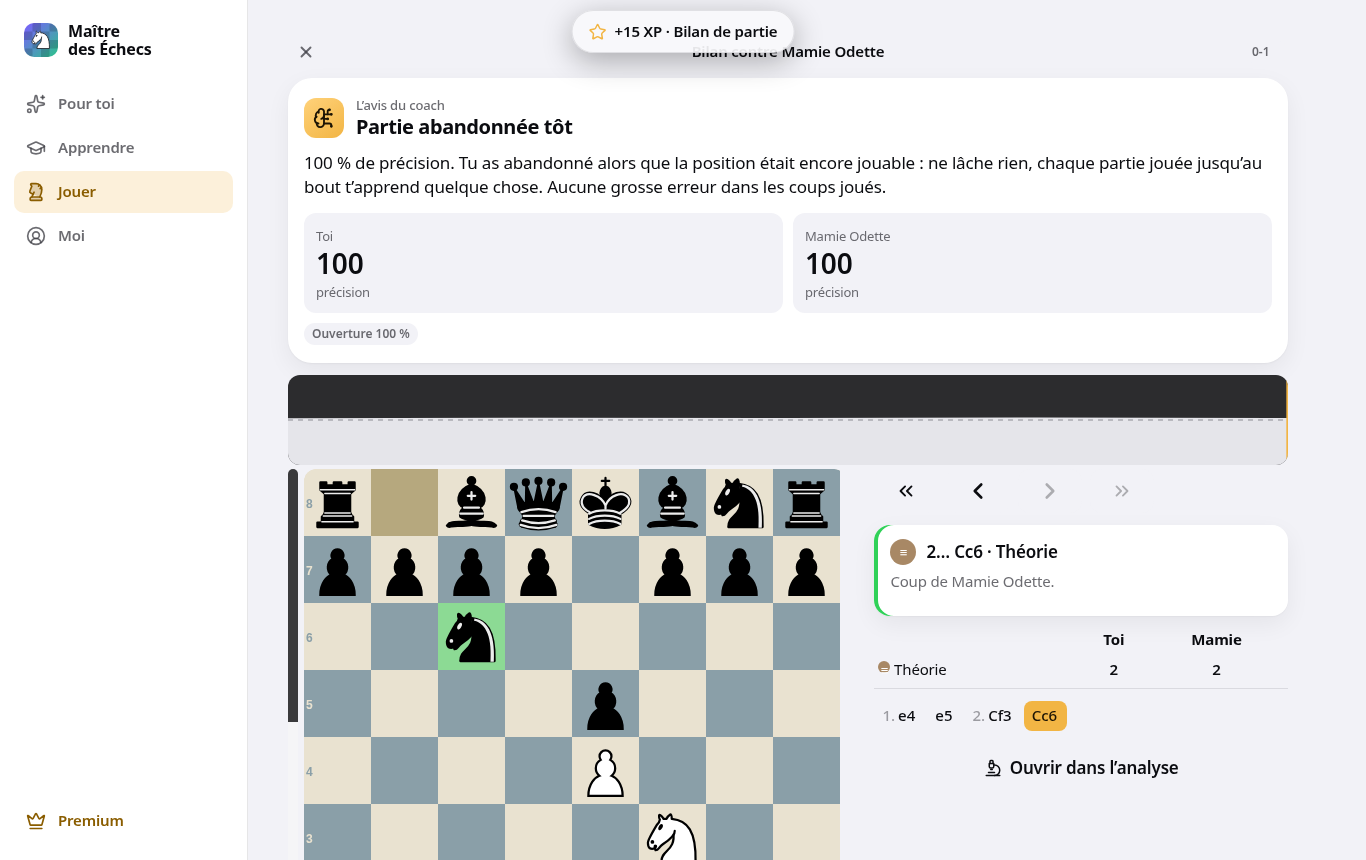 Maître
des Échecs
Pour toi
Apprendre
Jouer
Moi
Premium
+15 XP · Bilan de partie
Bilan contre Mamie Odette
0-1
L’avis du coach
Partie abandonnée tôt
100 % de précision. Tu as abandonné alors que la position était encore jouable : ne lâche rien, chaque partie jouée jusqu’au
bout t’apprend quelque chose. Aucune grosse erreur dans les coups joués.
Toi
100
précision
Mamie Odette
100
précision
Ouverture 100 %
8
7
6
5
4
3
2... Cc6 · Théorie
Coup de Mamie Odette.
Toi Mamie
Théorie 2 2
1. e4 e5 2. Cf3 Cc6
Ouvrir dans l’analyse